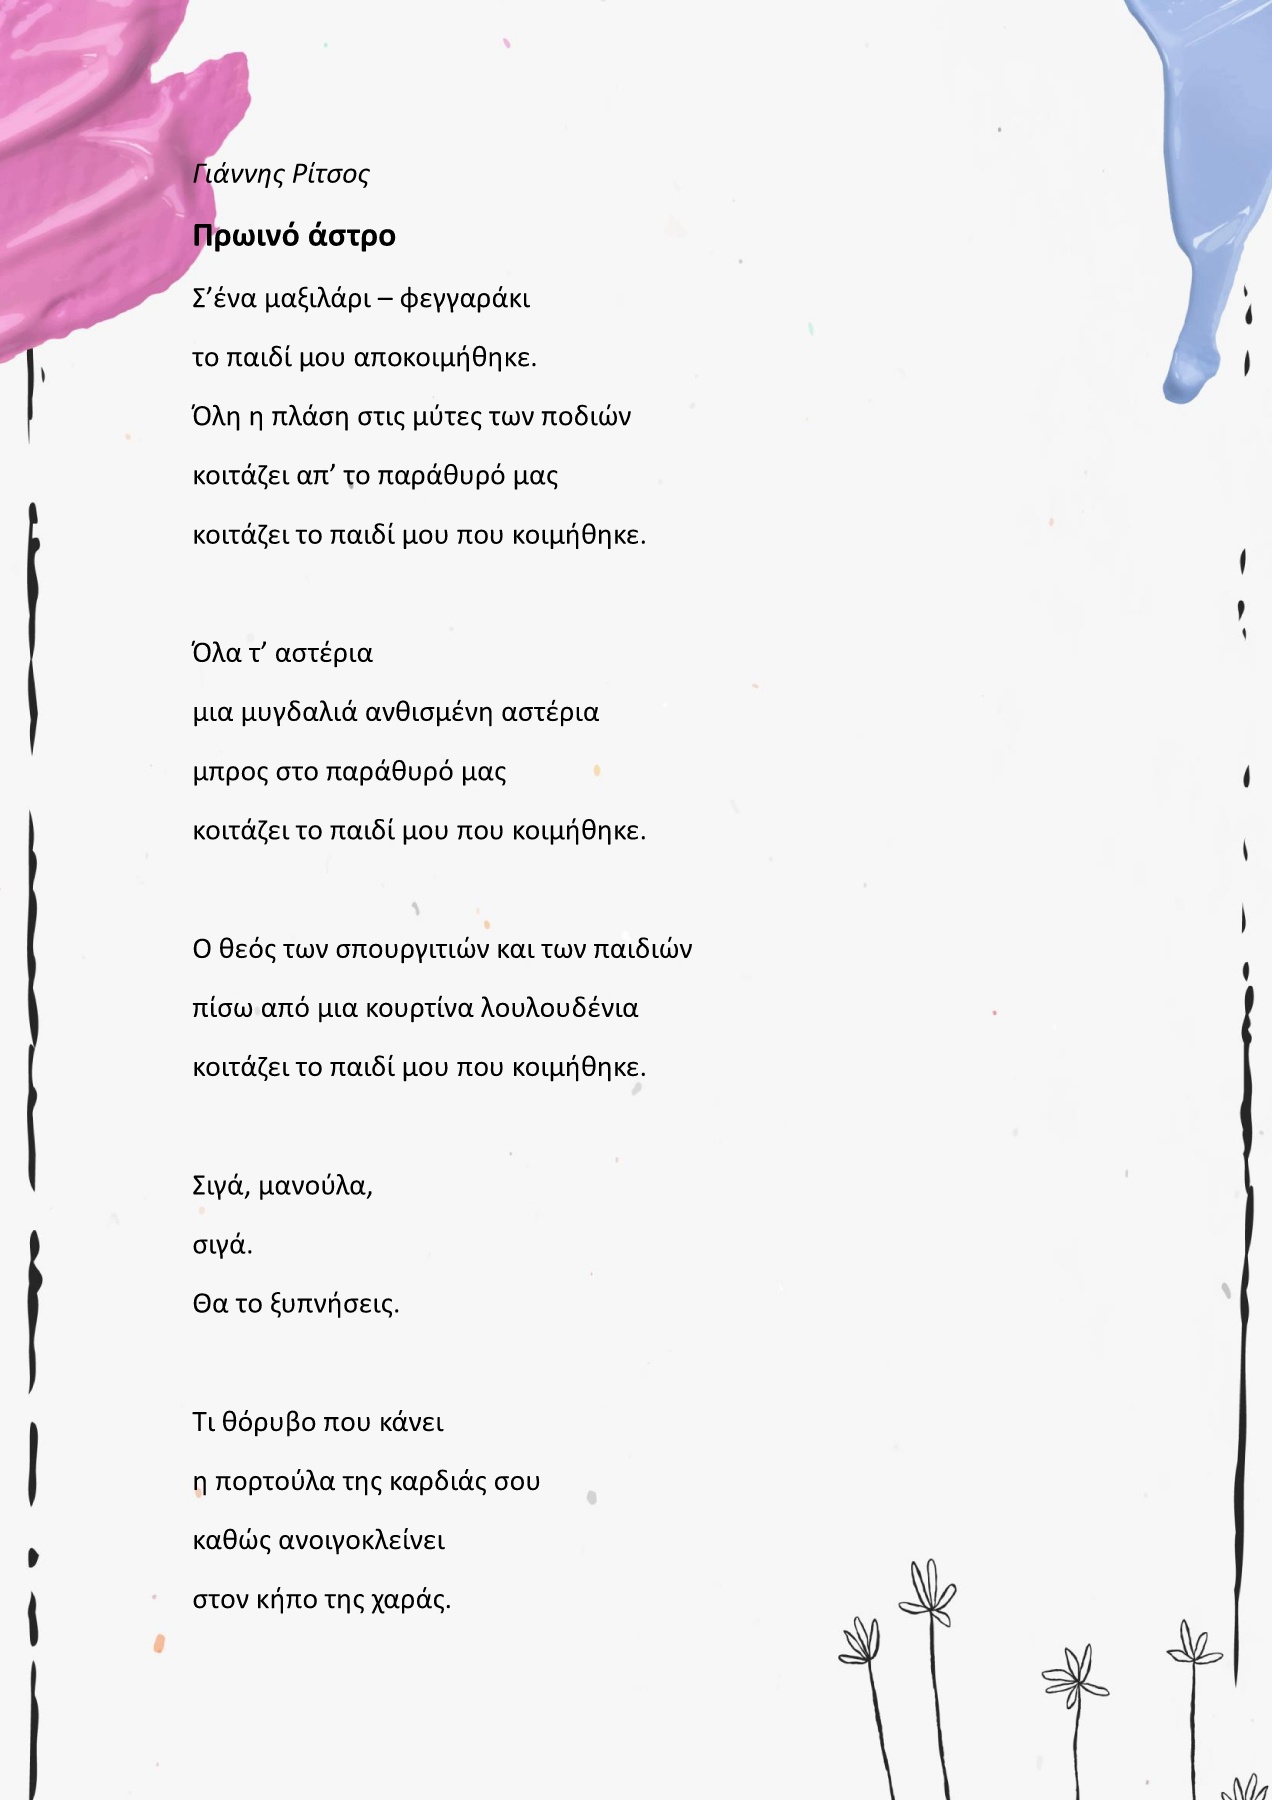 Γιάννης Ρίτσος
Πρωινό άστρο
Σ’ένα μαξιλάρι – φεγγαράκι
το παιδί μου αποκοιμήθηκε.
Όλη η πλάση στις μύτες των ποδιών
κοιτάζει απ’ το παράθυρό μας
κοιτάζει το παιδί μου που κοιμήθηκε.
Όλα τ’ αστέρια
μια μυγδαλιά ανθισμένη αστέρια
μπρος στο παράθυρό μας
κοιτάζει το παιδί μου που κοιμήθηκε.
Ο θεός των σπουργιτιών και των παιδιών
πίσω από μια κουρτίνα λουλουδένια
κοιτάζει το παιδί μου που κοιμήθηκε.
Σιγά, μανούλα,
σιγά.
Θα το ξυπνήσεις.
Τι θόρυβο που κάνει
η πορτούλα της καρδιάς σου
καθώς ανοιγοκλείνει
στον κήπο της χαράς.